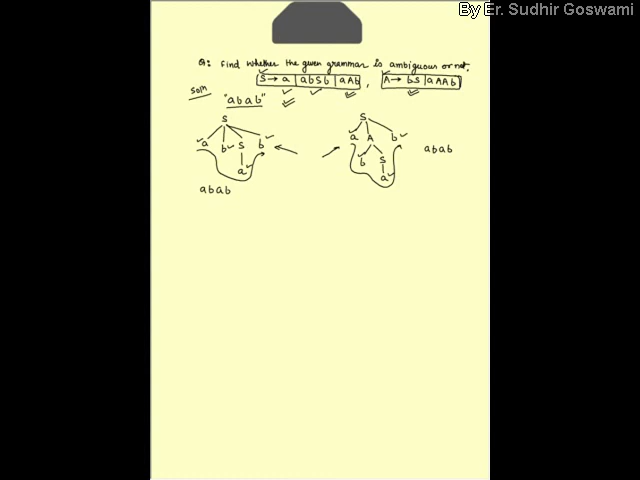 By Er. Sudhir Goswami
Q: Find whether the given grammar is ambiguous or not.
S → a | abSb | aAb , A → bS | aAAb
Som "abab"
S S
a b S b a A b abab
a b S
a
abab